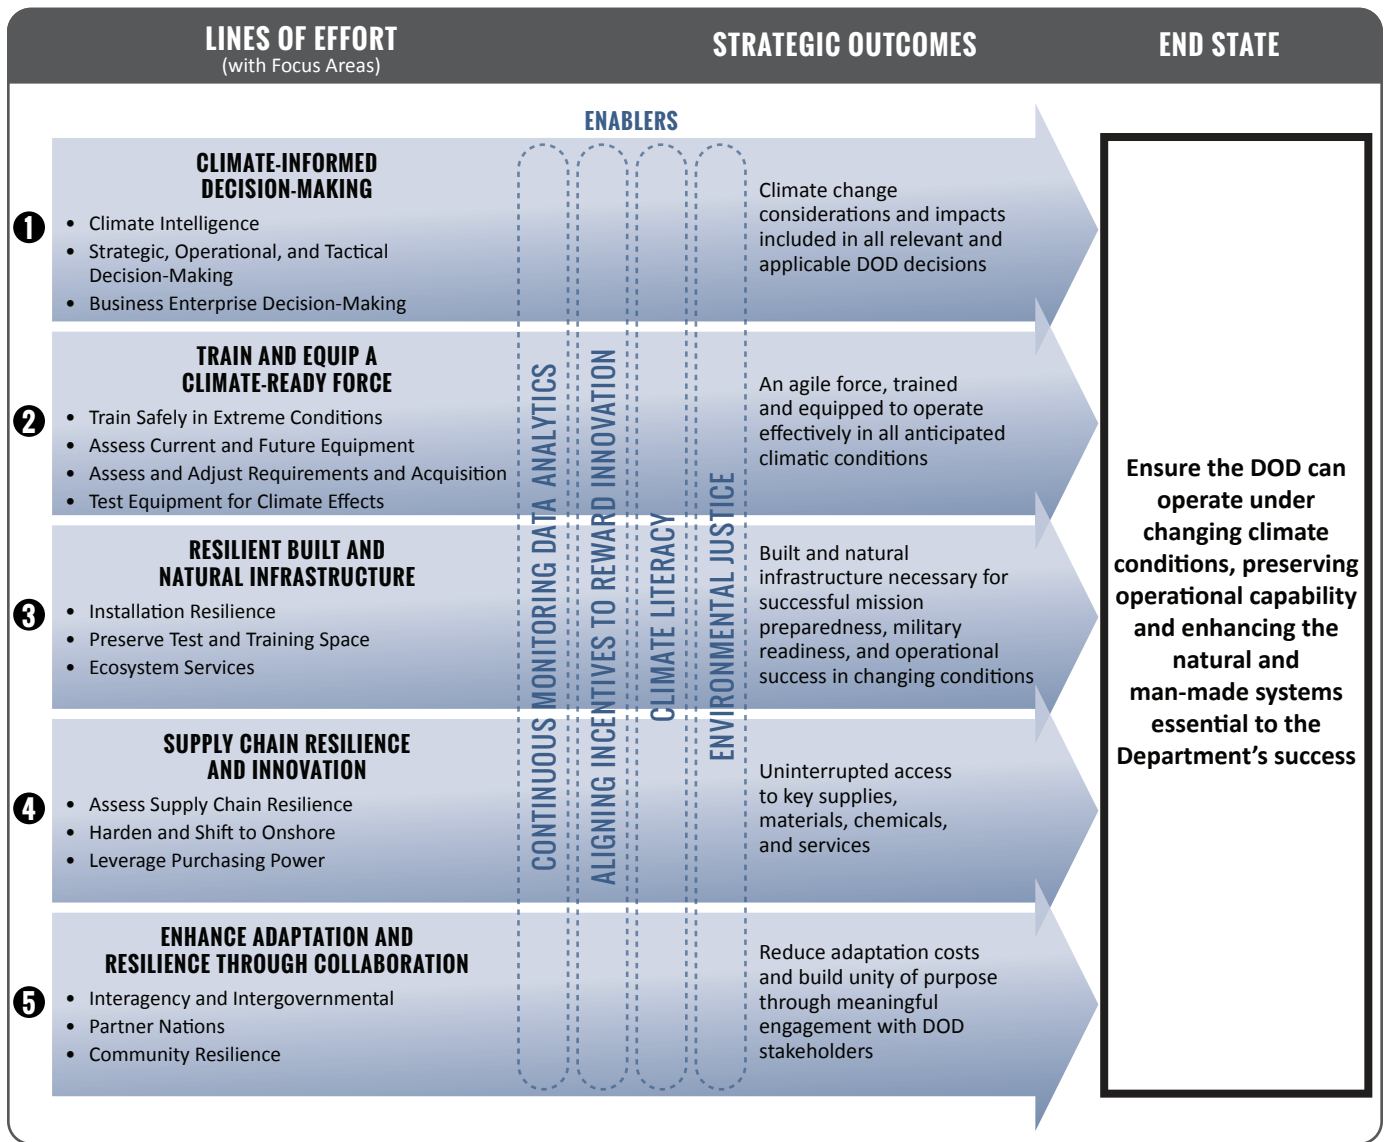 LINES OF EFFORT
(with Focus Areas)
STRATEGIC OUTCOMES
END STATE
ENABLERS
1
CLIMATE-INFORMED
DECISION-MAKING
• Climate Intelligence
• Strategic, Operational, and Tactical
Decision-Making
• Business Enterprise Decision-Making
Climate change
considerations and impacts
included in all relevant and
applicable DOD decisions
2
TRAIN AND EQUIP A
CLIMATE-READY FORCE
• Train Safely in Extreme Conditions
• Assess Current and Future Equipment
• Assess and Adjust Requirements and Acquisition
• Test Equipment for Climate Effects
An agile force, trained
and equipped to operate
effectively in all anticipated
climatic conditions
3
RESILIENT BUILT AND
NATURAL INFRASTRUCTURE
• Installation Resilience
• Preserve Test and Training Space
• Ecosystem Services
Built and natural
infrastructure necessary for
successful mission
preparedness, military
readiness, and operational
success in changing conditions
4
SUPPLY CHAIN RESILIENCE
AND INNOVATION
• Assess Supply Chain Resilience
• Harden and Shift to Onshore
• Leverage Purchasing Power
Uninterrupted access
to key supplies,
materials, chemicals,
and services
5
ENHANCE ADAPTATION AND
RESILIENCE THROUGH COLLABORATION
• Interagency and Intergovernmental
• Partner Nations
• Community Resilience
Reduce adaptation costs
and build unity of purpose
through meaningful
engagement with DOD
stakeholders
CONTINUOUS MONITORING DATA ANALYTICS
ALIGNING INCENTIVES TO REWARD INNOVATION
CLIMATE LITERACY
ENVIRONMENTAL JUSTICE
Ensure the DOD can
operate under
changing climate
conditions, preserving
operational capability
and enhancing the
natural and
man-made systems
essential to the
Department's success